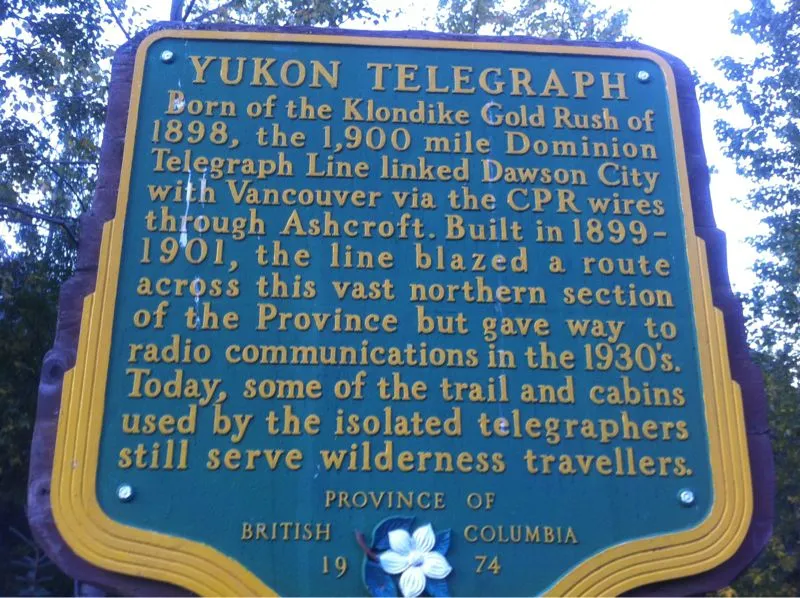 YUKON TELEGRAPH
Born of the Klondike Gold Rush of
1898, the 1,900 mile Dominion
Telegraph Line linked Dawson City
with Vancouver via the CPR wires
through Ashcroft. Built in 1899-
1901, the line blazed a route
across this vast northern section
of the Province but gave way to
radio communications in the 1930's.
Today, some of the trail and cabins
used by the isolated telegraphers
still serve wilderness travellers.
PROVINCE OF
BRITISH COLUMBIA
19 74